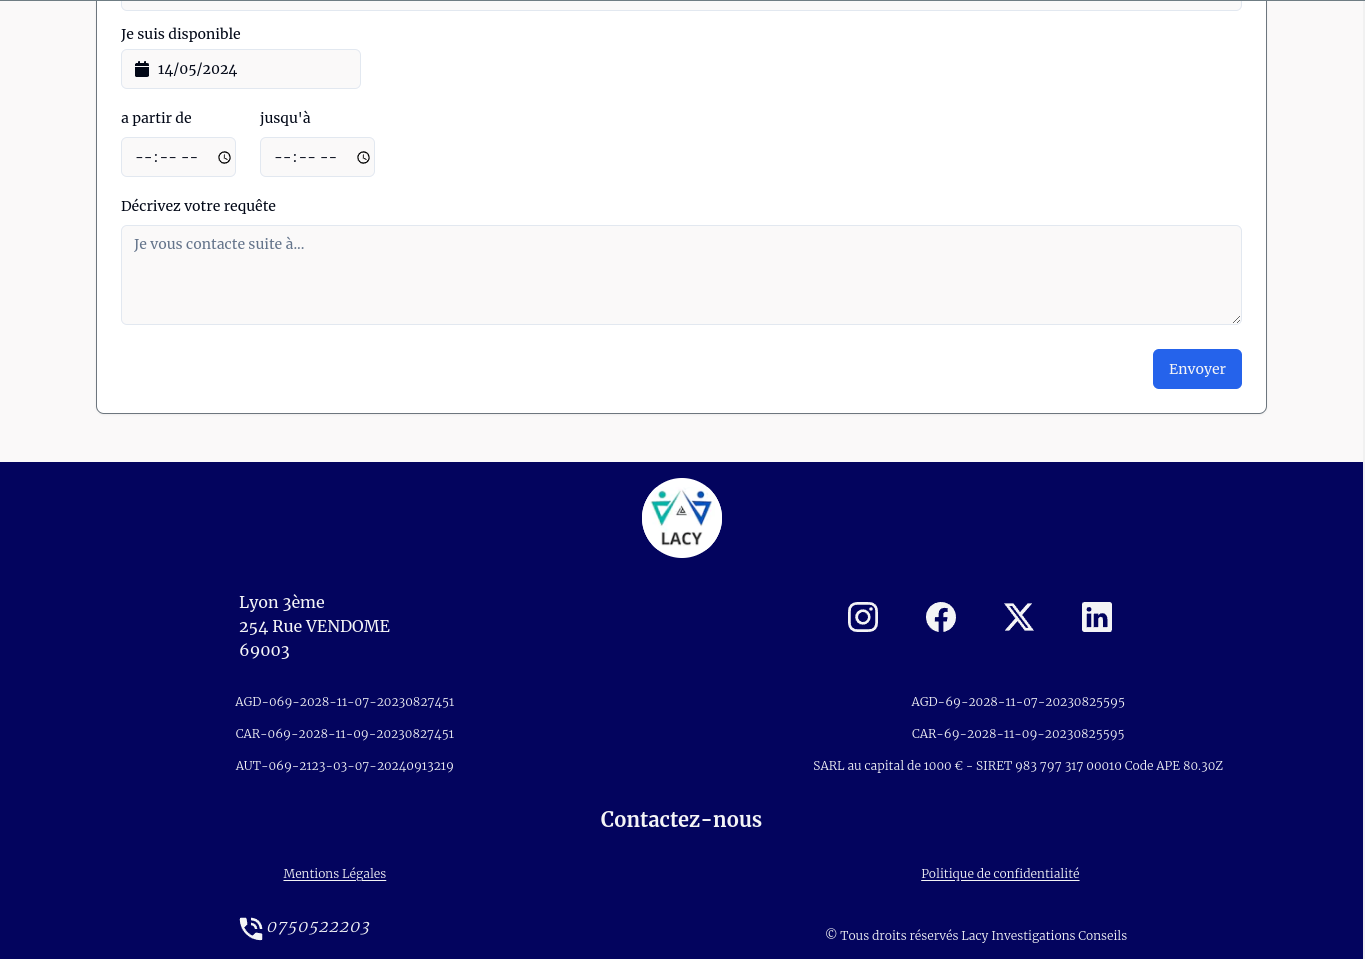 Je suis disponible
14/05/2024
a partir de jusqu'à
--:-- -- --:-- --
Décrivez votre requête
Je vous contacte suite à...
Envoyer
LACY
Lyon 3ème
254 Rue VENDOME
69003
AGD-069-2028-11-07-20230827451
CAR-069-2028-11-09-20230827451
AUT-069-2123-03-07-20240913219
AGD-69-2028-11-07-20230825595
CAR-69-2028-11-09-20230825595
SARL au capital de 1000 € - SIRET 983 797 317 00010 Code APE 80.30Z
Contactez-nous
Mentions Légales
Politique de confidentialité
0750522203
© Tous droits réservés Lacy Investigations Conseils